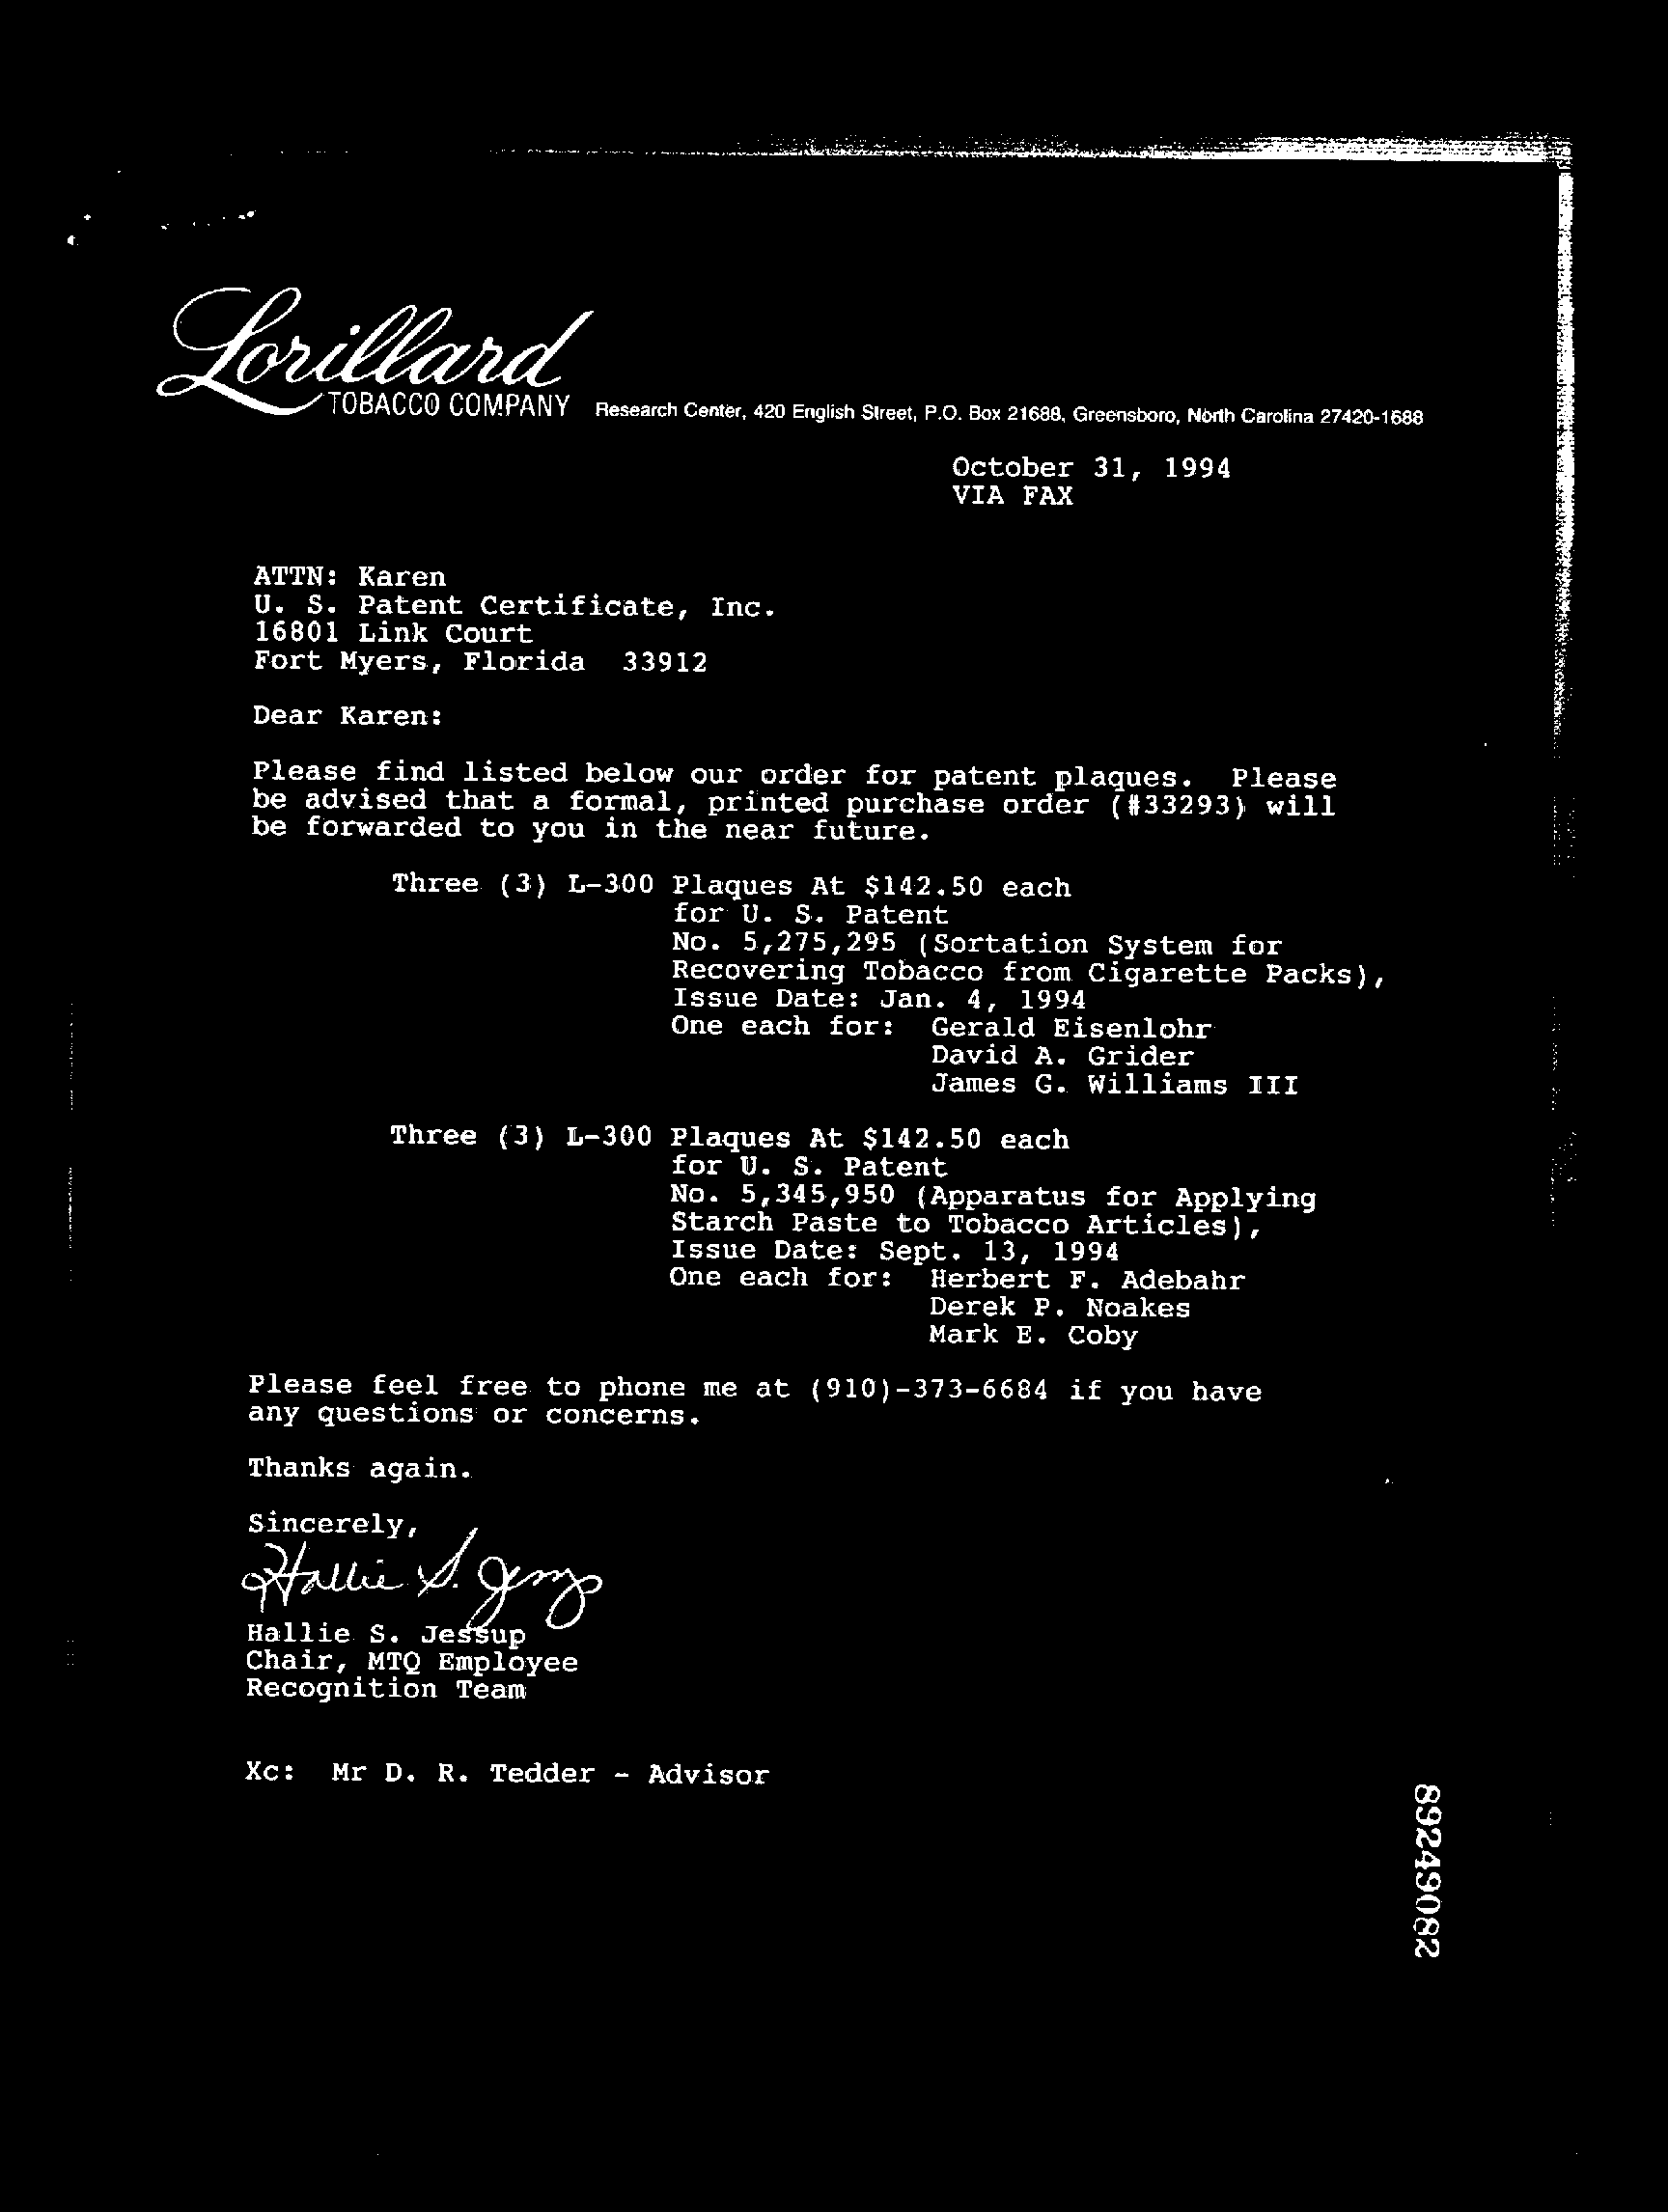 Lorillard
TOBACCO COMPANY Research Center, 420 English Street, P.O. Box 21688, Greensboro, North Carolina 27420-1688
October 31, 1994
VIA FAX
ATTN: Karen
U. S. Patent Certificate, Inc.
16801 Link Court
Fort Myers, Florida  33912
Dear Karen:
Please find listed below our order for patent plaques.  Please
be advised that a formal, printed purchase order (#33293) will
be forwarded to you in the near future.
Three (3) L-300 Plaques At $142.50 each
for U. S. Patent
No. 5,275,295 (Sortation System for
Recovering Tobacco from Cigarette Packs),
Issue Date: Jan. 4, 1994
One each for:  Gerald Eisenlohr
David A. Grider
James G. Williams III
Three (3) L-300 Plaques At $142.50 each
for U. S. Patent
No. 5,345,950 (Apparatus for Applying
Starch Paste to Tobacco Articles),
Issue Date: Sept. 13, 1994
One each for:  Herbert F. Adebahr
Derek P. Noakes
Mark E. Coby
Please feel free to phone me at (910)-373-6684 if you have
any questions or concerns.
Thanks again.
Sincerely,
Hallie S.
Hallie S. Jessup
Chair, MTQ Employee
Recognition Team
Xc:  Mr D. R. Tedder - Advisor
89249082